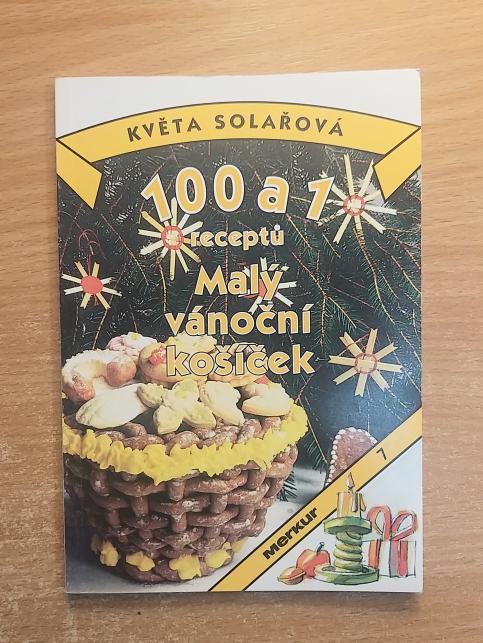 KVĚTA SOLAŘOVÁ
100 a 1
receptů
Malý
vánoční
košíček
Merkur
7